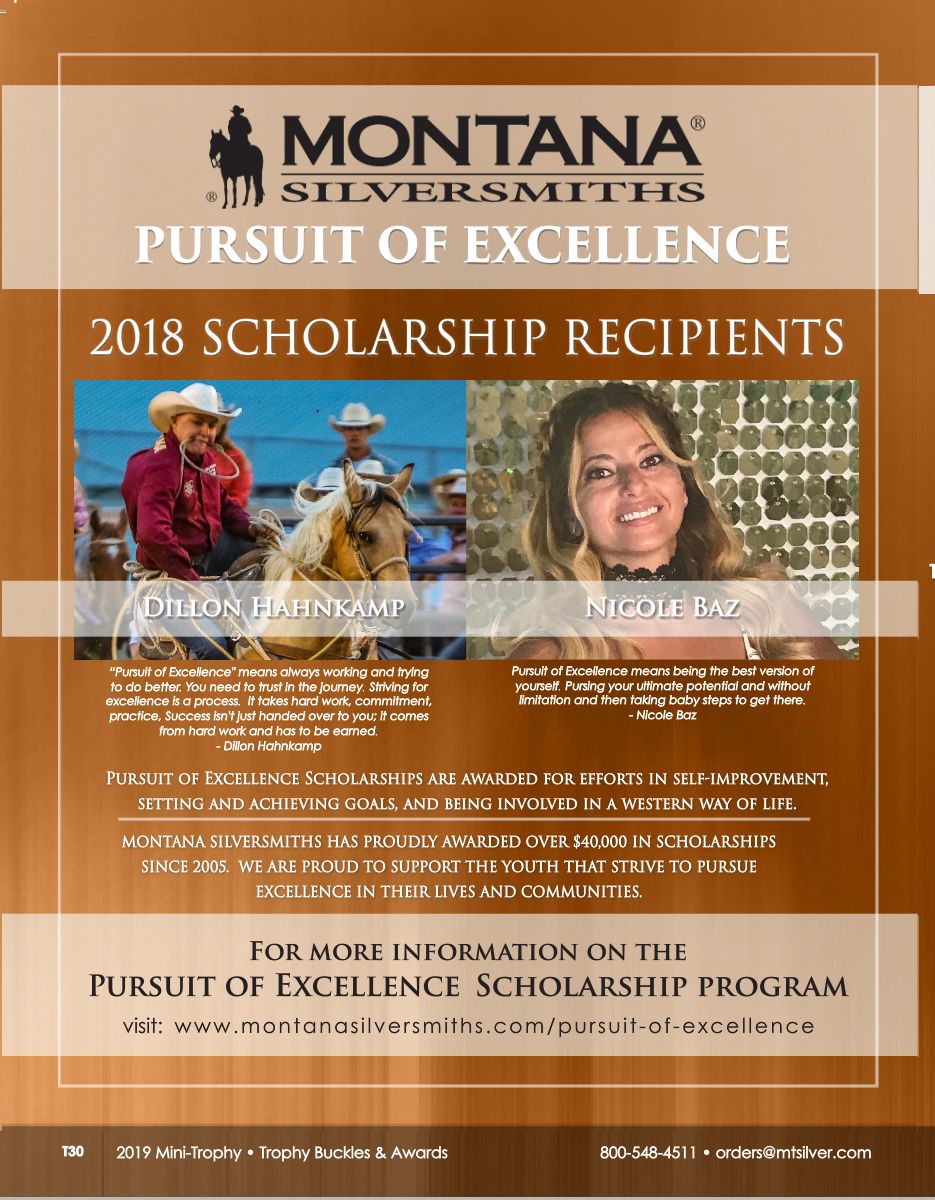 MONTANA®
® SILVERSMITHS
PURSUIT OF EXCELLENCE
2018 SCHOLARSHIP RECIPIENTS
DILLON HAHNKAMP
NICOLE BAZ
“Pursuit of Excellence" means always working and trying
to do better. You need to trust in the journey. Striving for
excellence is a process. It takes hard work, commitment,
practice, Success isn't just handed over to you; it comes
from hard work and has to be earned.
- Dillon Hahnkamp
Pursuit of Excellence means being the best version of
yourself. Pursing your ultimate potential and without
limitation and then taking baby steps to get there.
- Nicole Baz
PURSUIT OF EXCELLENCE SCHOLARSHIPS ARE AWARDED FOR EFFORTS IN SELF-IMPROVEMENT,
SETTING AND ACHIEVING GOALS, AND BEING INVOLVED IN A WESTERN WAY OF LIFE.
MONTANA SILVERSMITHS HAS PROUDLY AWARDED OVER $40,000 IN SCHOLARSHIPS
SINCE 2005. WE ARE PROUD TO SUPPORT THE YOUTH THAT STRIVE TO PURSUE
EXCELLENCE IN THEIR LIVES AND COMMUNITIES.
FOR MORE INFORMATION ON THE
PURSUIT OF EXCELLENCE SCHOLARSHIP PROGRAM
visit: www.montanasilversmiths.com/pursuit-of-excellence
T30 2019 Mini-Trophy • Trophy Buckles & Awards 800-548-4511 • orders@mtsilver.com